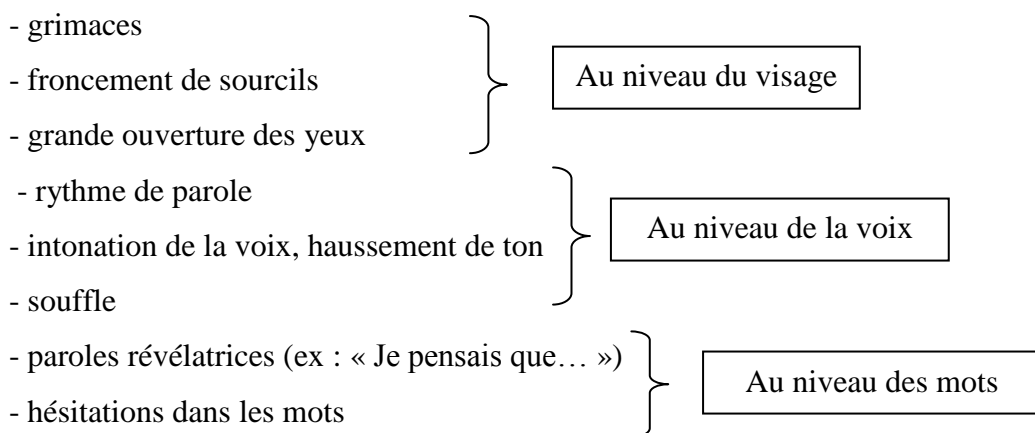 - grimaces
- froncement de sourcils
- grande ouverture des yeux
Au niveau du visage
- rythme de parole
- intonation de la voix, haussement de ton
- souffle
Au niveau de la voix
- paroles révélatrices (ex : « Je pensais que… »)
- hésitations dans les mots
Au niveau des mots